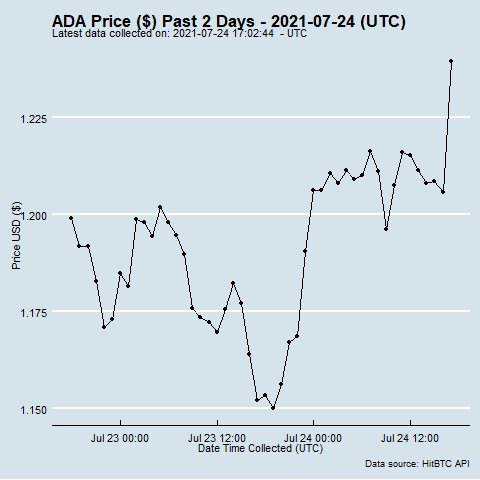 ADA Price ($) Past 2 Days - 2021-07-24 (UTC)
Latest data collected on: 2021-07-24 17:02:44 - UTC
1.225
1.200
1.175
1.150
Price USD ($)
Jul 23 00:00 Jul 23 12:00 Jul 24 00:00 Jul 24 12:00
Date Time Collected (UTC)
Data source: HitBTC API